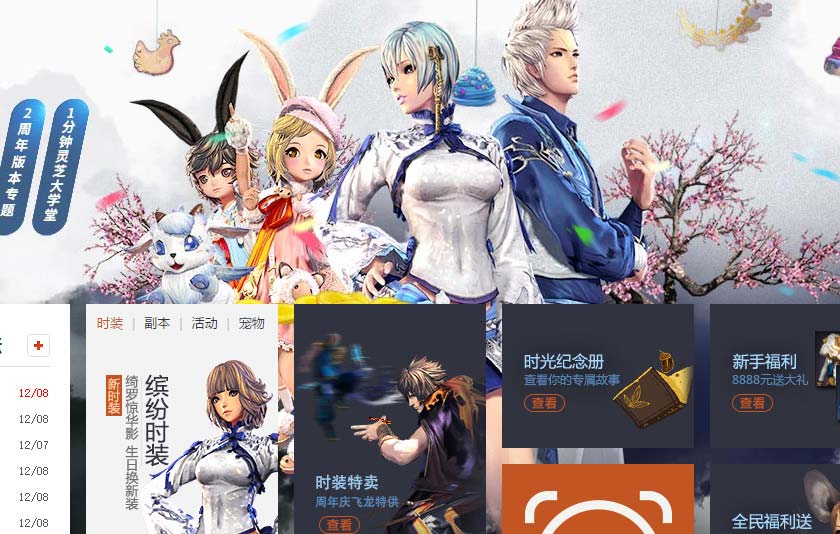 2周年版本专题
1分钟灵芝大学堂
时装 | 副本 | 活动 | 宠物
12/08
12/08
12/07
12/08
12/08
12/08
新时装
绮罗惊华影 生日换新装
缤纷时装
时装特卖
周年庆飞龙特供
查看
时光纪念册
查看你的专属故事
查看
新手福利
8888元送大礼
查看
全民福利送